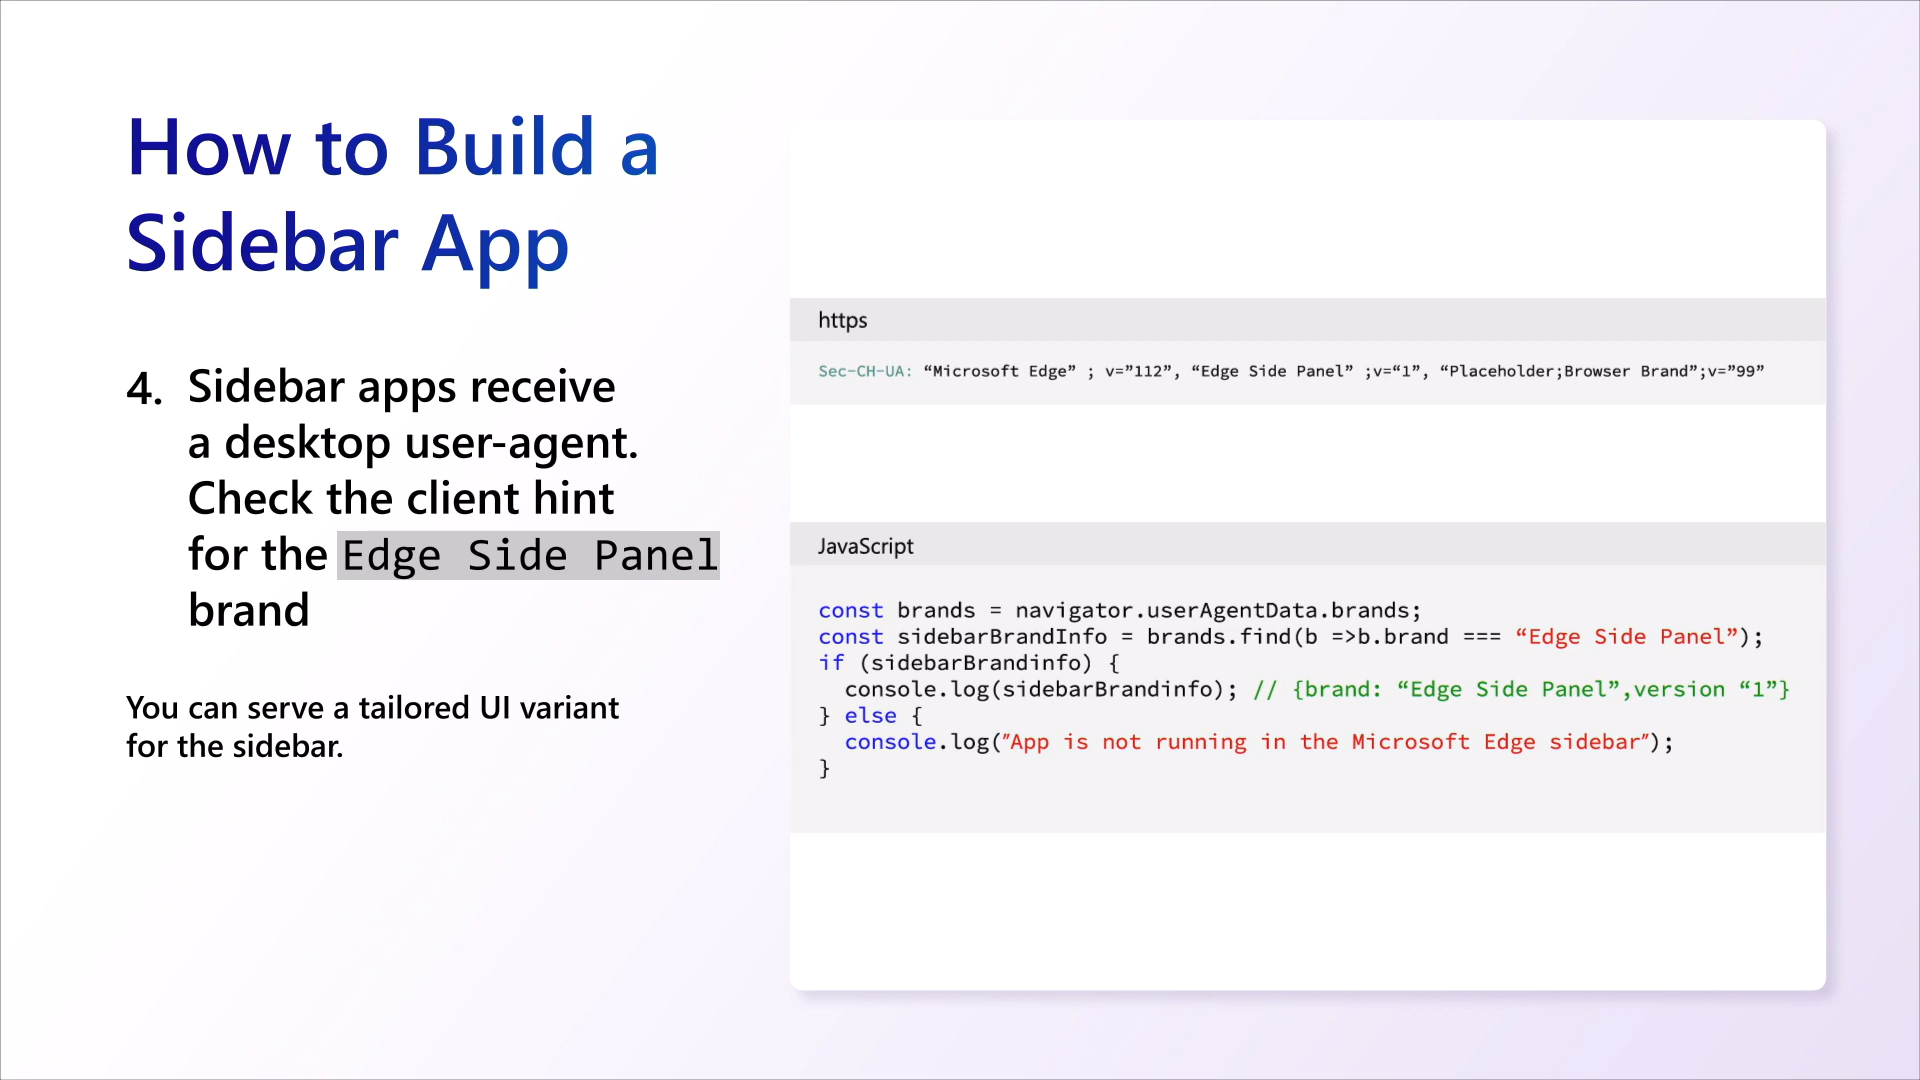 How to Build a
Sidebar App
4. Sidebar apps receive
a desktop user-agent.
Check the client hint
for the Edge Side Panel
brand
You can serve a tailored UI variant
for the sidebar.
https
Sec-CH-UA: “Microsoft Edge” ; v=”112”, “Edge Side Panel” ;v=“1”, “Placeholder;Browser Brand”;v=”99”
JavaScript
const brands = navigator.userAgentData.brands;
const sidebarBrandInfo = brands.find(b =>b.brand === “Edge Side Panel”);
if (sidebarBrandinfo) {
  console.log(sidebarBrandinfo); // {brand: “Edge Side Panel”,version “1”}
} else {
  console.log(”App is not running in the Microsoft Edge sidebar”);
}